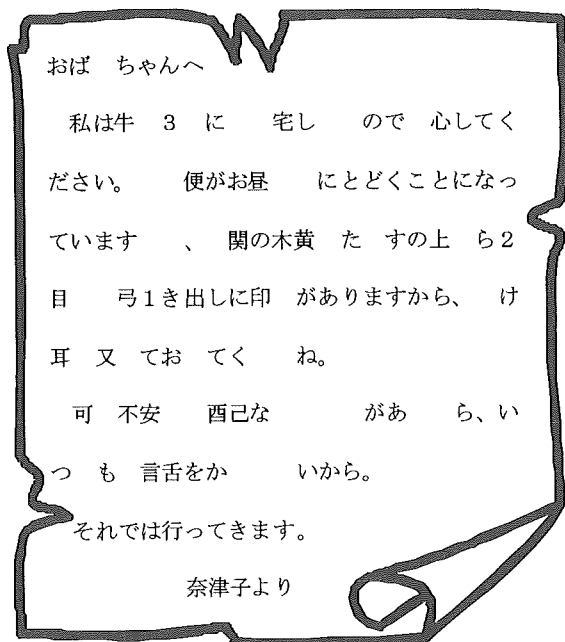 おば　ちゃんへ
　私は牛　3　に　　宅し　　ので　心してく
ださい。　　便がお昼　　にとどくことになっ
ています　　、　関の木黄　た　すの上　ら2
目　　弓1き出しに印　がありますから、　け
耳　又　てお　てく　　ね。
　可　不安　　酉己な　　　　があ　　ら、い
つ　も　言舌をか　　　いから。
　それでは行ってきます。
奈津子より